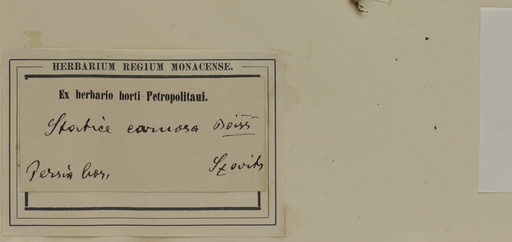 HERBARIUM REGIUM MONACENSE.
Ex herbario horti Petropolitani.
Statice carnosa Boiss
Szovits
Persia bor.